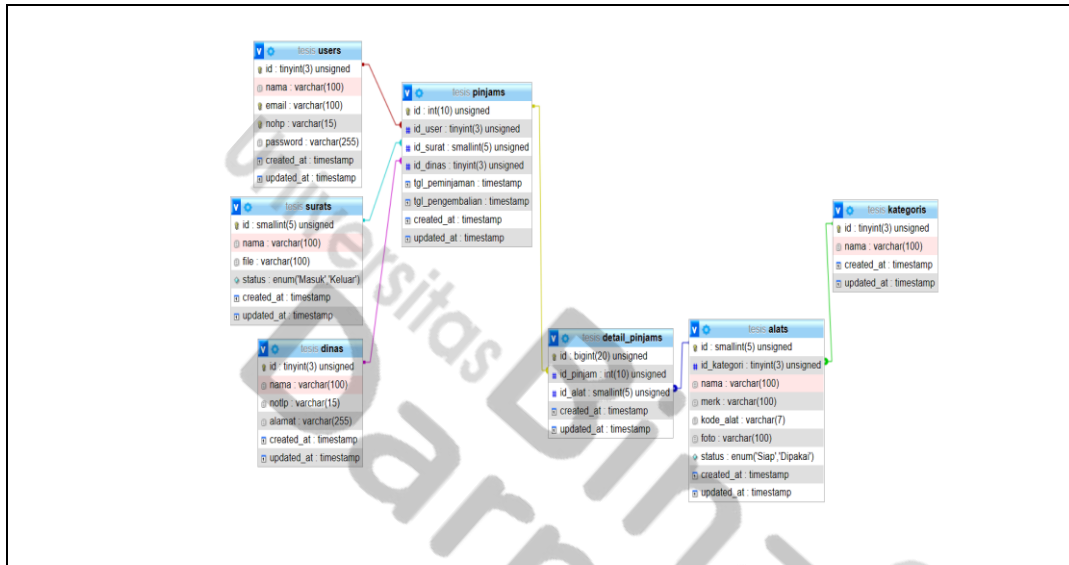 tesis users
id : tinyint(3) unsigned
nama : varchar(100)
email : varchar(100)
nohp : varchar(15)
password : varchar(255)
created_at : timestamp
updated_at : timestamp
tesis surats
id : smallint(5) unsigned
nama : varchar(100)
file : varchar(100)
status : enum('Masuk','Keluar')
created_at : timestamp
updated_at : timestamp
tesis dinas
id : tinyint(3) unsigned
nama : varchar(100)
notlp : varchar(15)
alamat : varchar(255)
created_at : timestamp
updated_at : timestamp
tesis pinjams
id : int(10) unsigned
id_user : tinyint(3) unsigned
id_surat : smallint(5) unsigned
id_dinas : tinyint(3) unsigned
tgl_peminjaman : timestamp
tgl_pengembalian : timestamp
created_at : timestamp
updated_at : timestamp
tesis detail_pinjams
id : bigint(20) unsigned
id_pinjam : int(10) unsigned
id_alat : smallint(5) unsigned
created_at : timestamp
updated_at : timestamp
tesis alats
id : smallint(5) unsigned
id_kategori : tinyint(3) unsigned
nama : varchar(100)
merk : varchar(100)
kode_alat : varchar(7)
foto : varchar(100)
status : enum('Siap','Dipakai')
created_at : timestamp
updated_at : timestamp
tesis kategoris
id : tinyint(3) unsigned
nama : varchar(100)
created_at : timestamp
updated_at : timestamp
Universitas